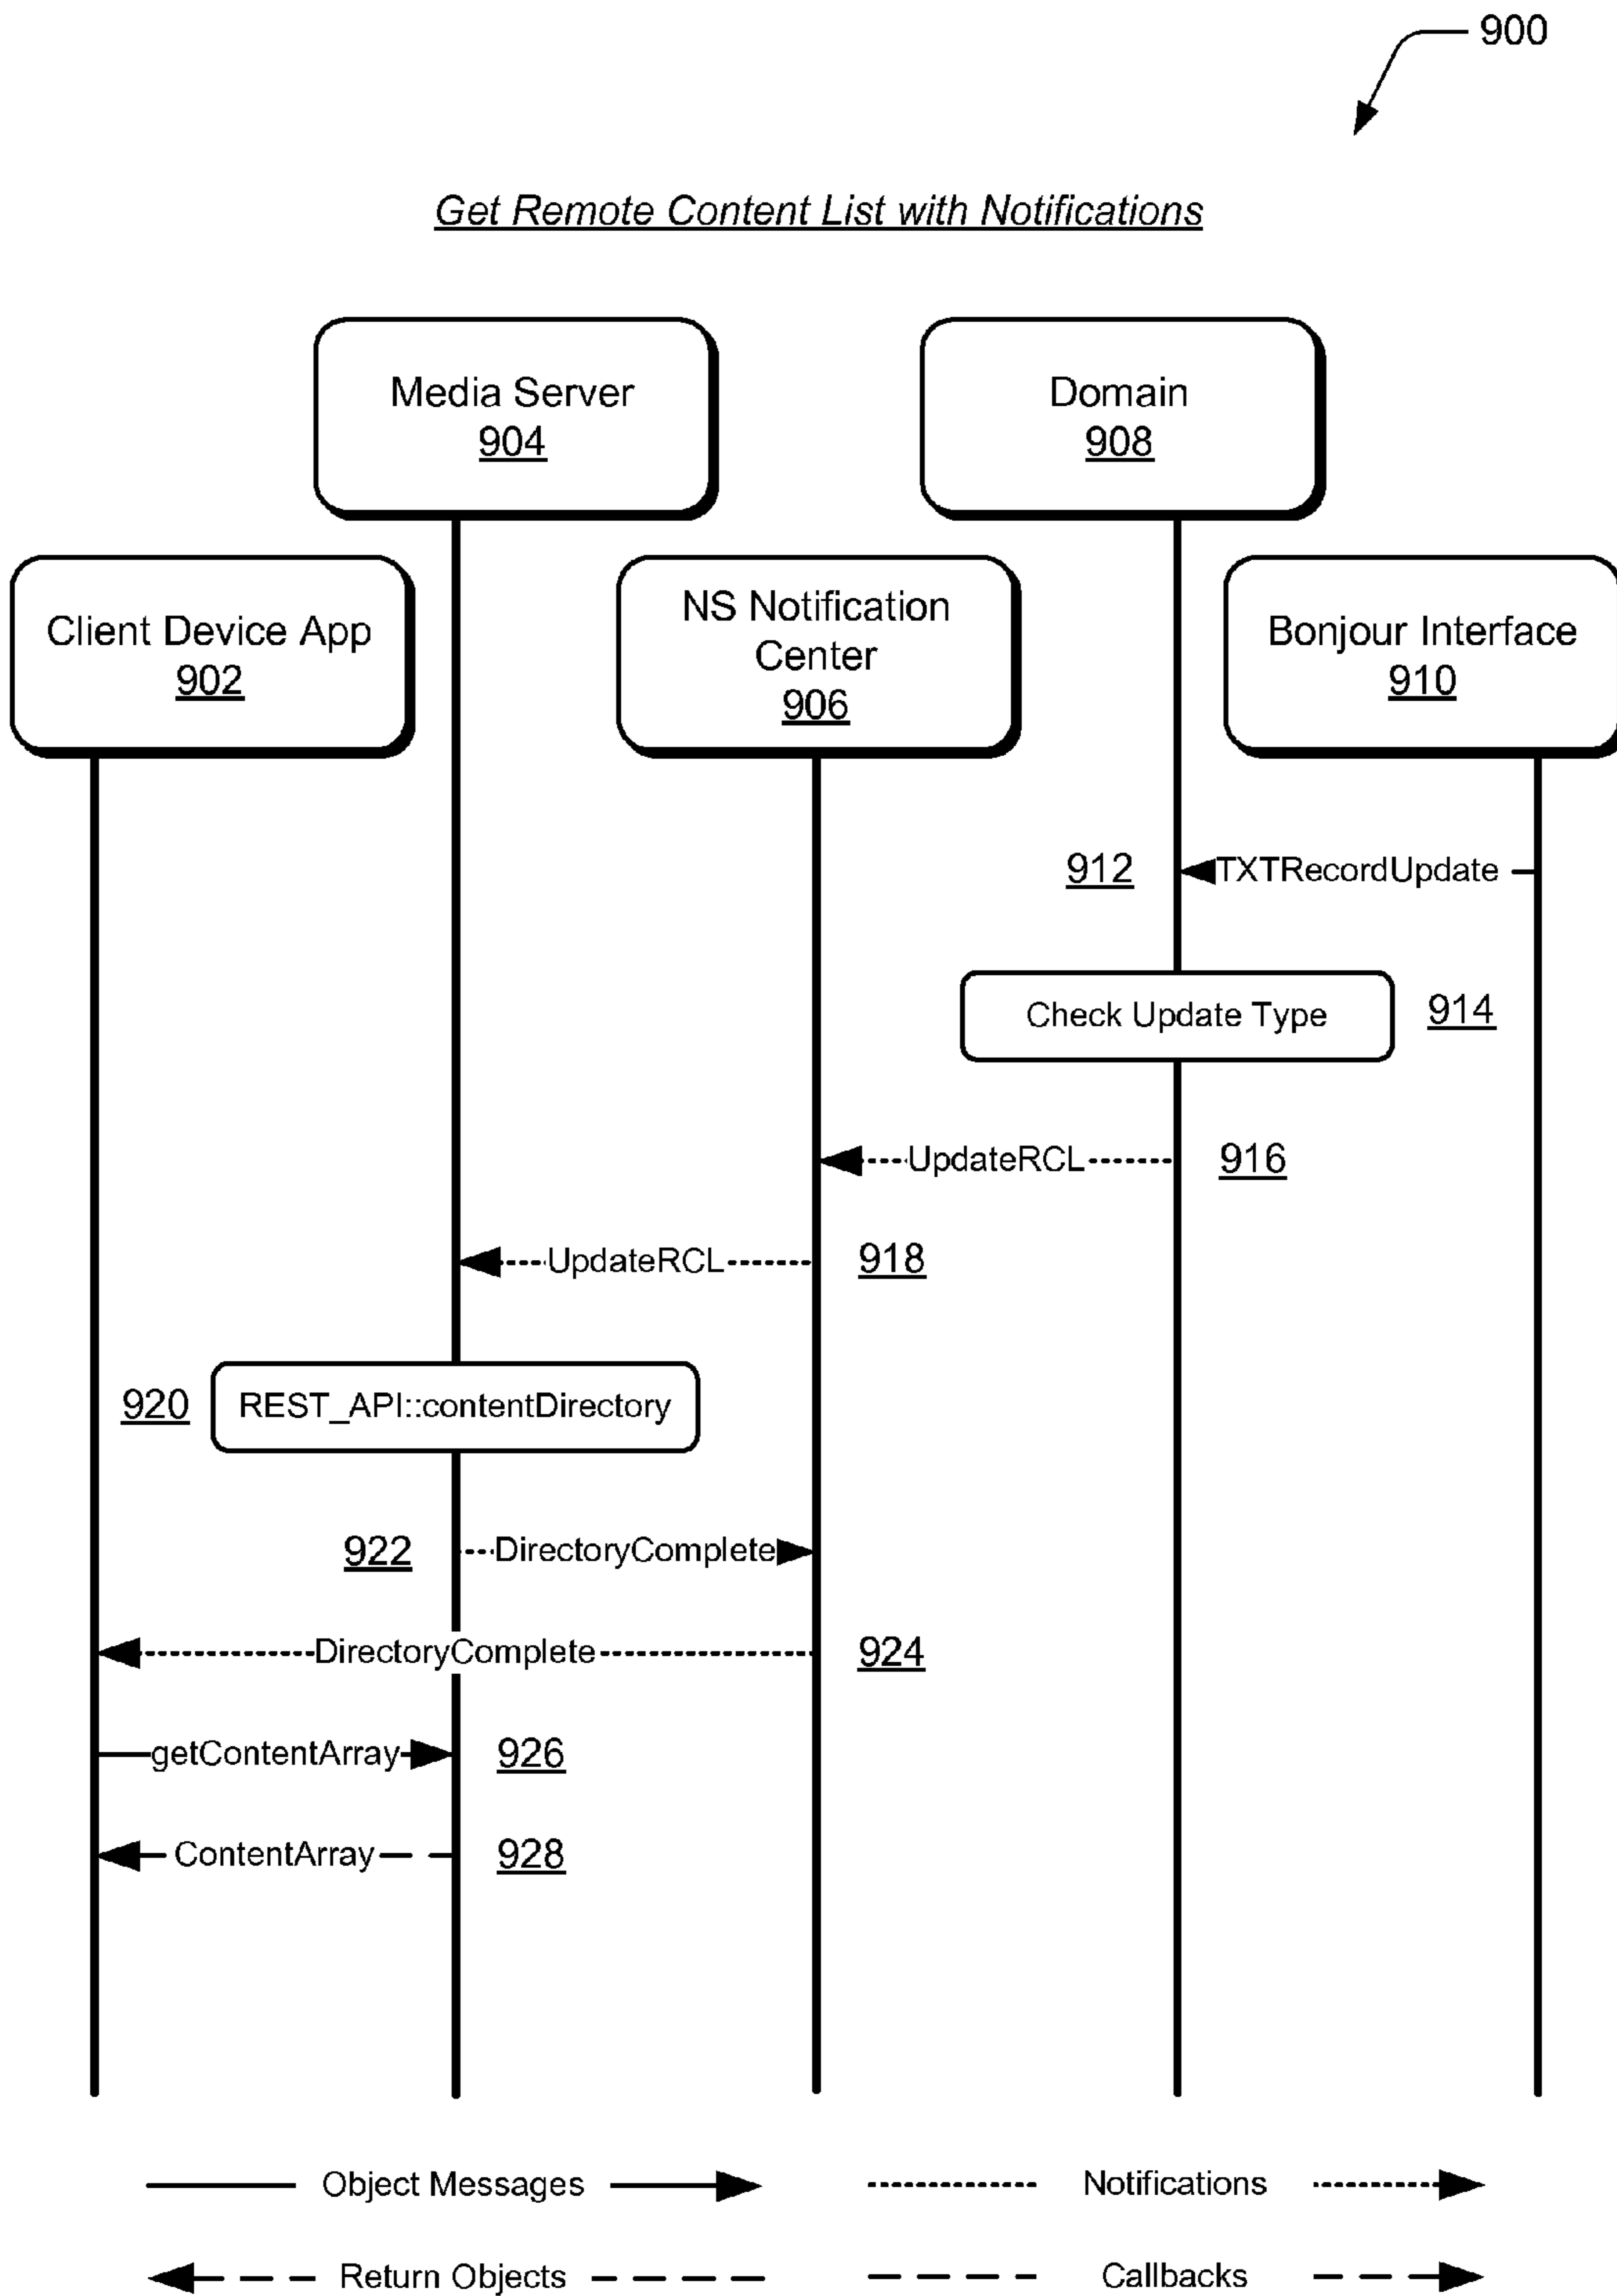 900
Get Remote Content List with Notifications
Media Server
904
Domain
908
Client Device App
902
NS Notification
Center
906
Bonjour Interface
910
912
TXTRecordUpdate
Check Update Type
914
UpdateRCL
916
UpdateRCL
918
920
REST_API::contentDirectory
922
DirectoryComplete
DirectoryComplete
924
getContentArray
926
ContentArray
928
Object Messages
Notifications
Return Objects
Callbacks